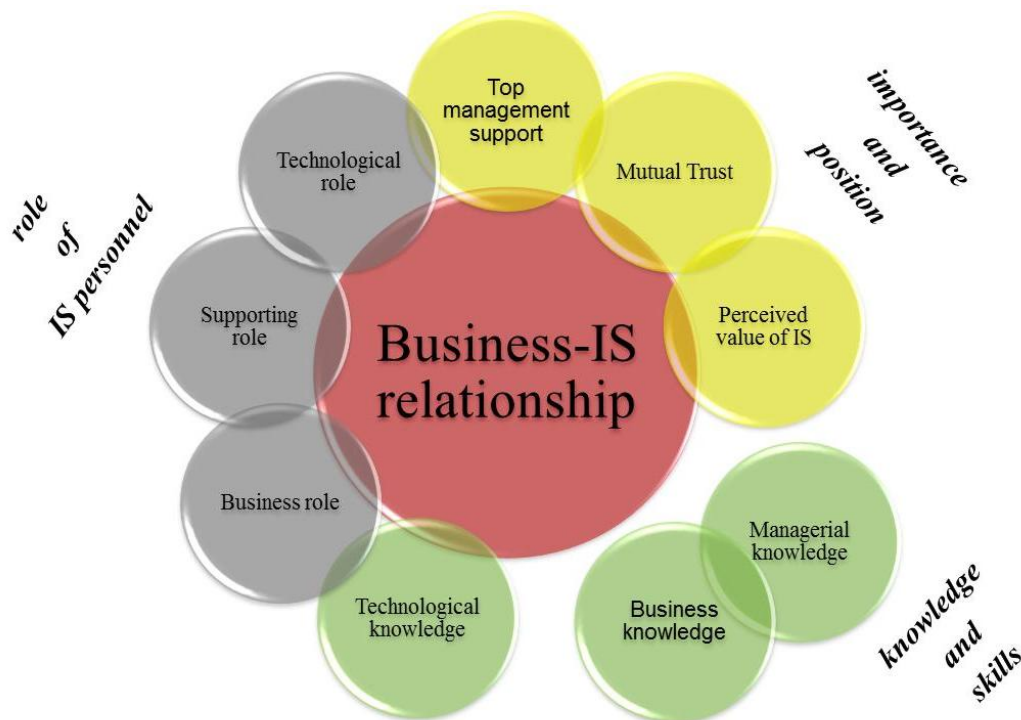 Top
management
support
Mutual Trust
Perceived
value of IS
importance
and
position
Technological
role
Supporting
role
Business role
role
of
IS personnel
Business-IS
relationship
Technological
knowledge
Business
knowledge
Managerial
knowledge
knowledge
and
skills